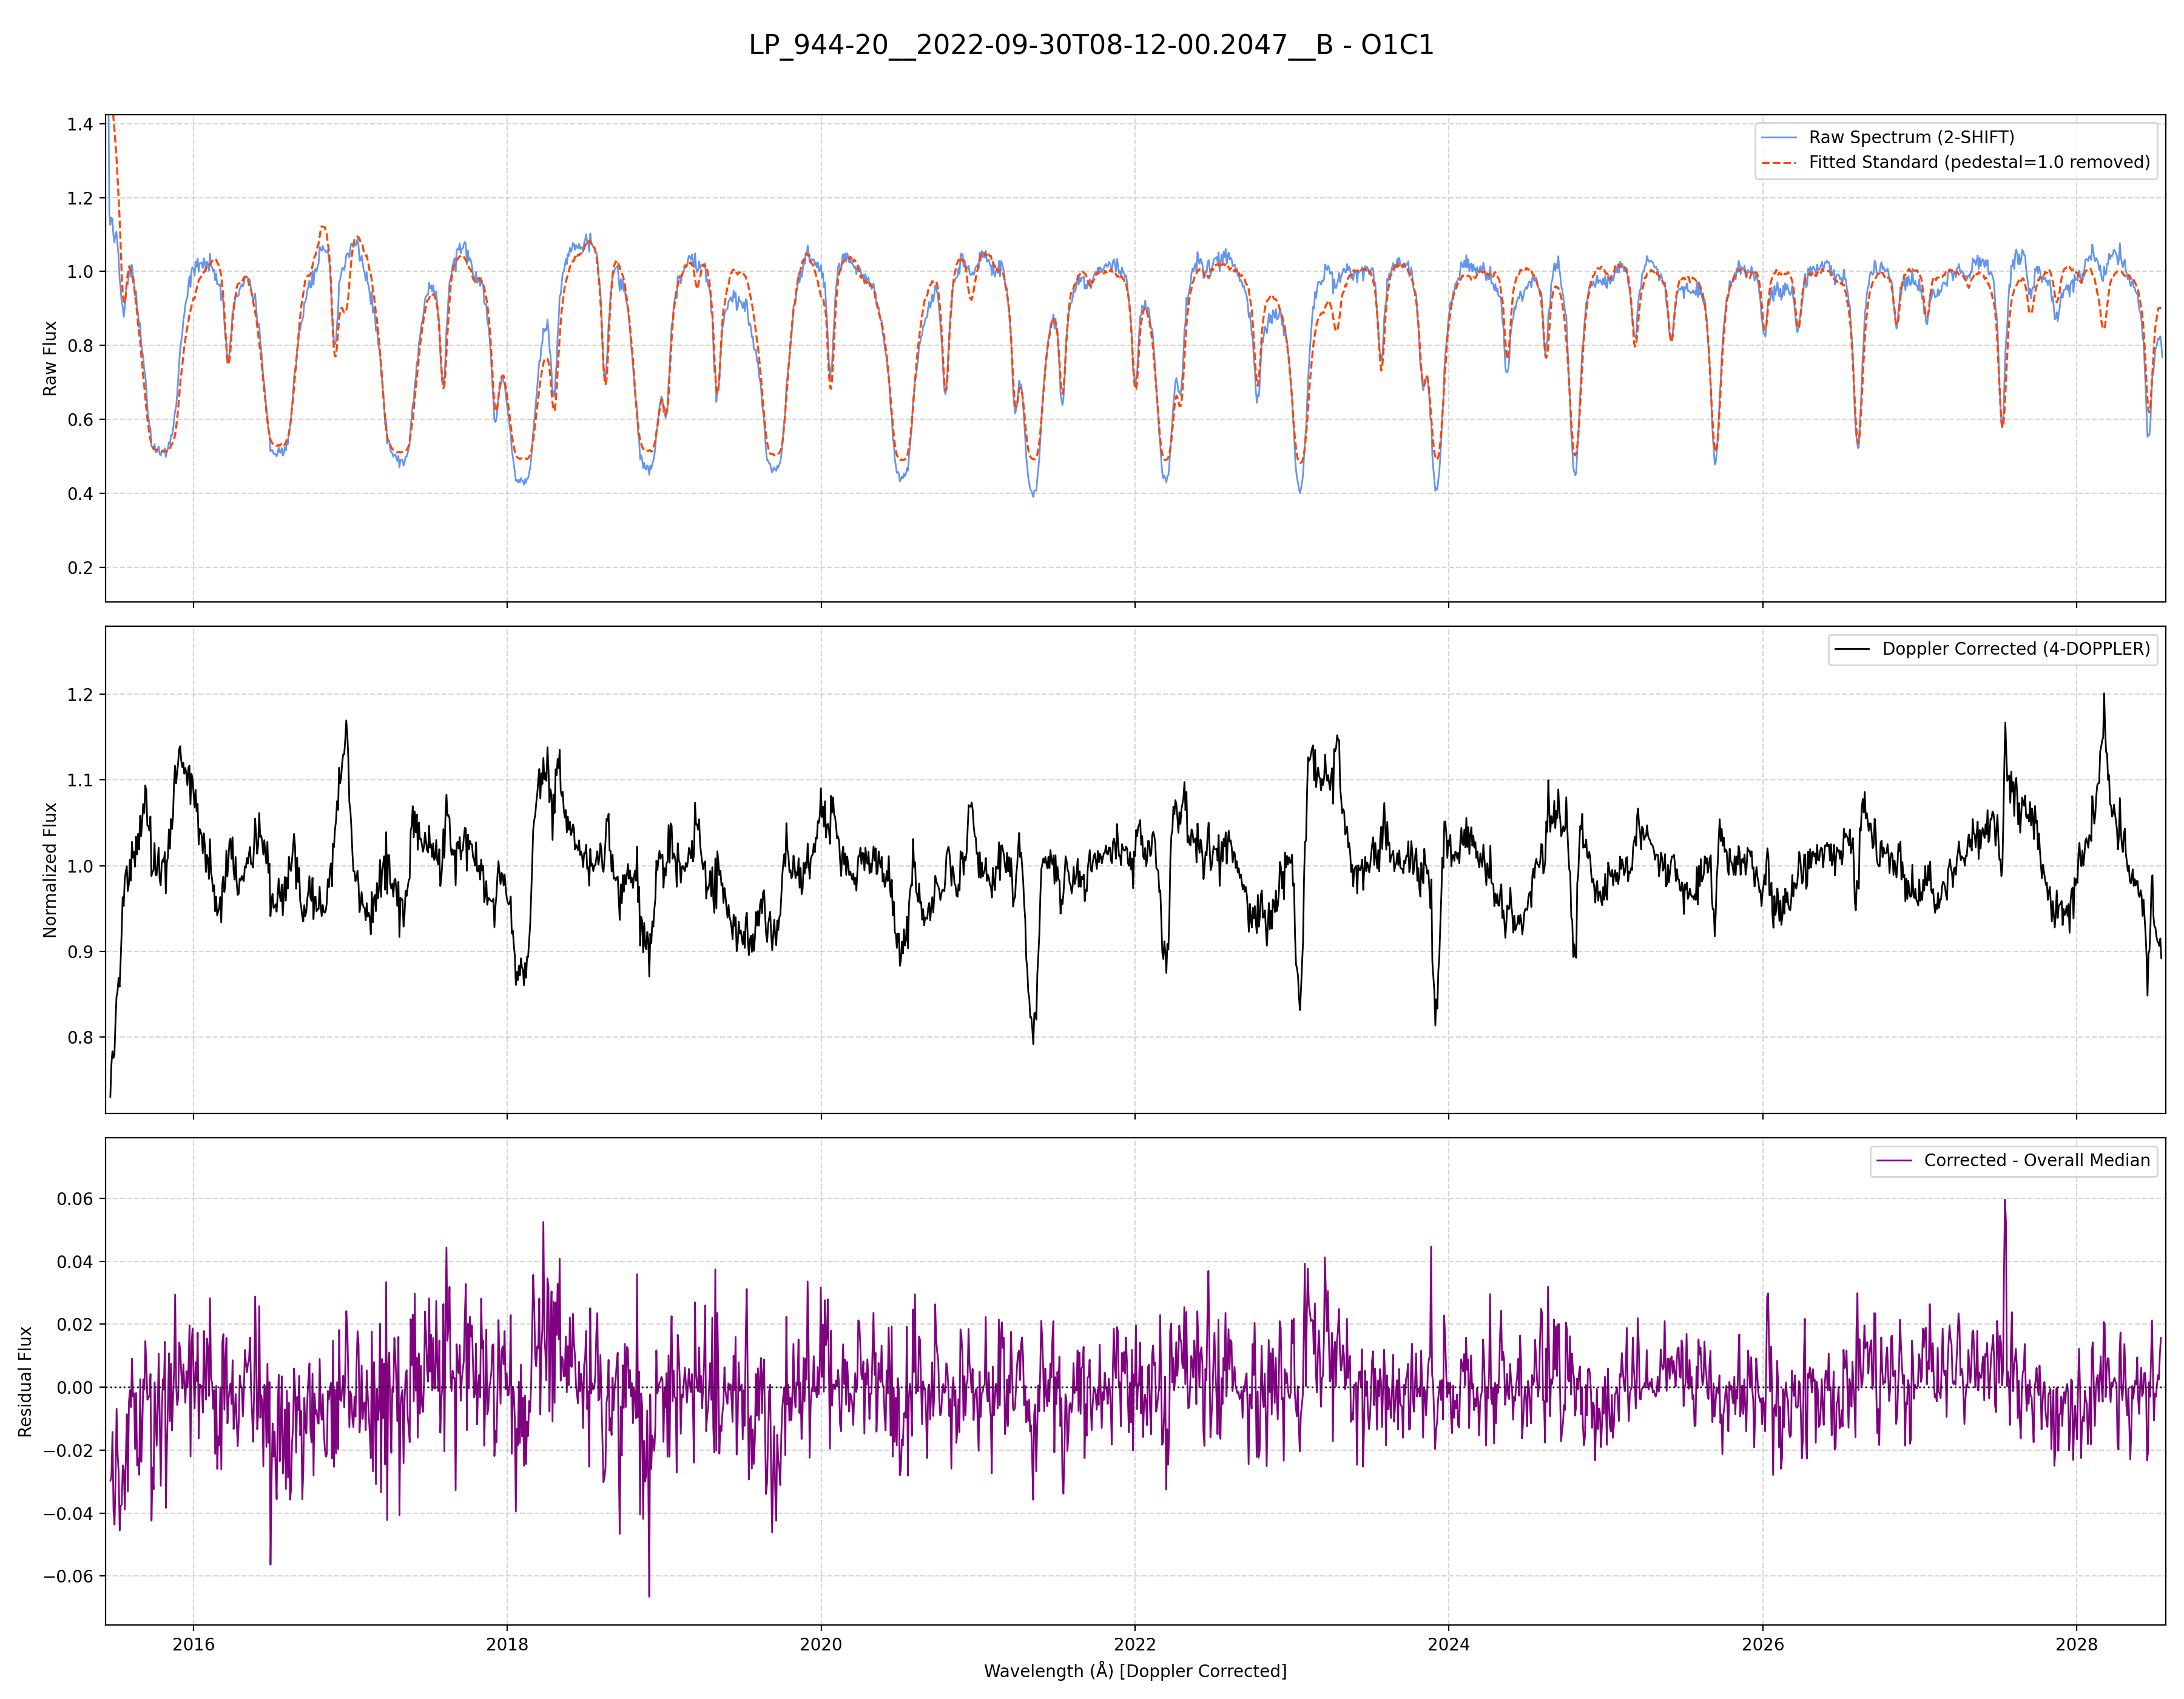 LP_944-20__2022-09-30T08-12-00.2047__B - O1C1
1.4
1.2
1.0
0.8
0.6
0.4
0.2
Raw Flux
Raw Spectrum (2-SHIFT)
Fitted Standard (pedestal=1.0 removed)
1.2
1.1
1.0
0.9
0.8
Normalized Flux
Doppler Corrected (4-DOPPLER)
0.06
0.04
0.02
0.00
−0.02
−0.04
−0.06
Residual Flux
Corrected - Overall Median
2016 2018 2020 2022 2024 2026 2028
Wavelength (Å) [Doppler Corrected]